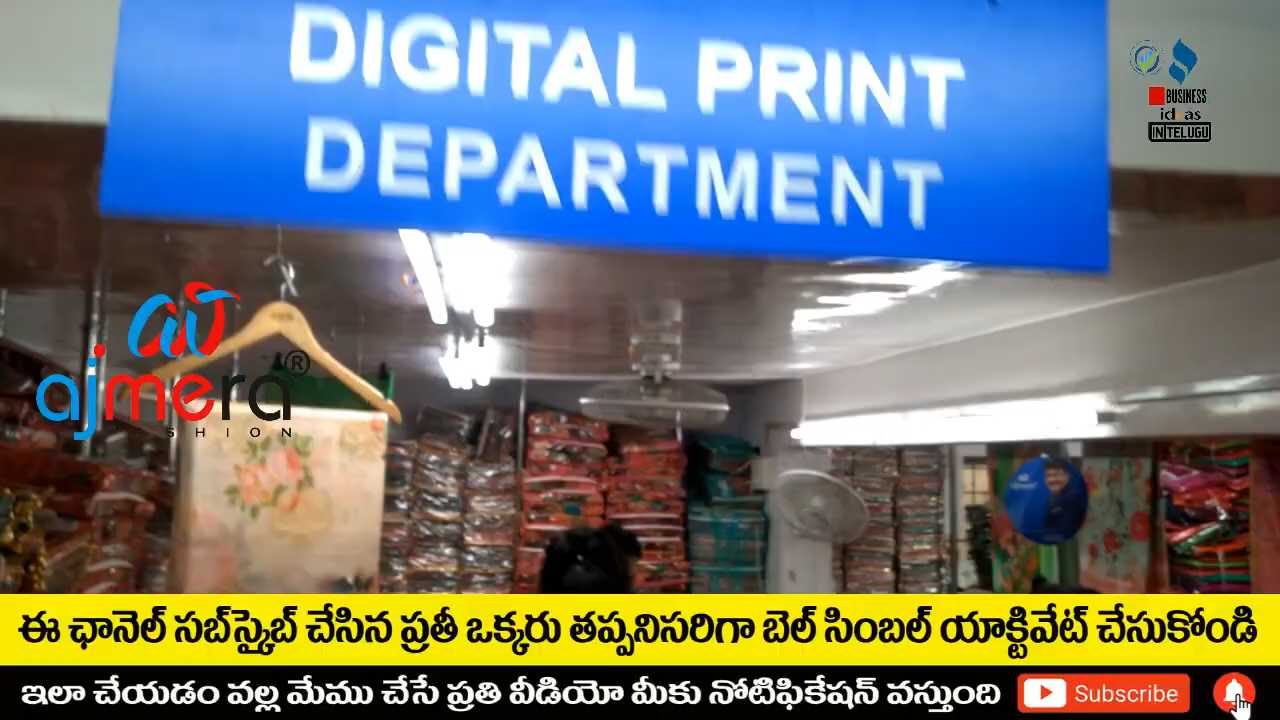 DIGITAL PRINT
DEPARTMENT
BUSINESS
IN TELUGU
ajmera®
SHION
ఈ ఛానెల్ సబ్‌స్క్రైబ్ చేసిన ప్రతీ ఒక్కరు తప్పనిసరిగా బెల్ సింబల్ యాక్టివేట్ చేసుకోండి
ఇలా చేయడం వల్ల మేము చేసే ప్రతి వీడియో మీకు నోటిఫికేషన్ వస్తుంది
Subscribe